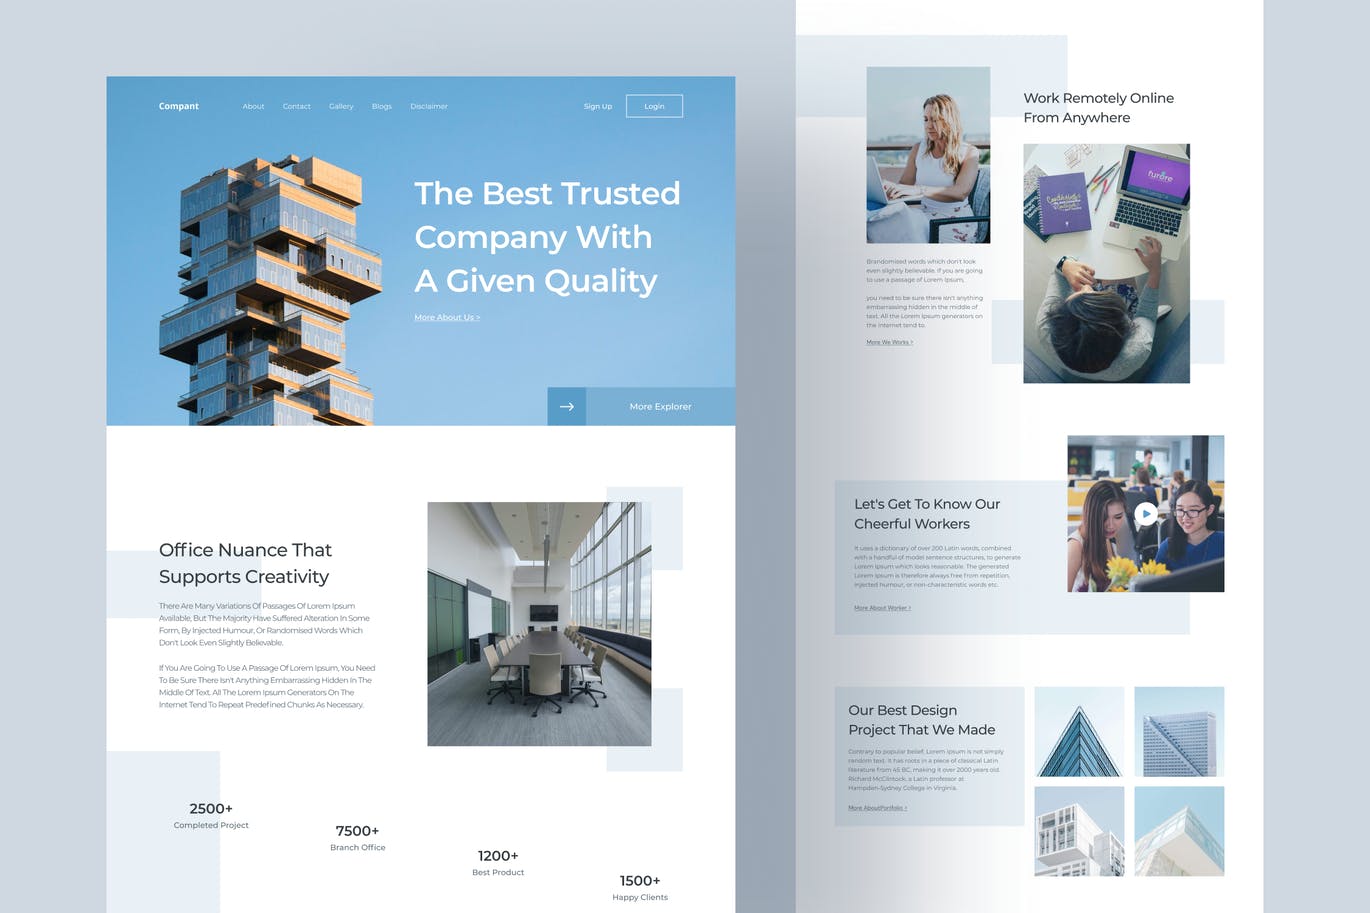 Compant
About
Contact
Gallery
Blogs
Disclaimer
Sign Up
Login
The Best Trusted
Company With
A Given Quality
More About Us >
More Explorer
Office Nuance That
Supports Creativity
There Are Many Variations Of Passages Of Lorem Ipsum
Available, But The Majority Have Suffered Alteration In Some
Form, By Injected Humour, Or Randomised Words Which
Don't Look Even Slightly Believable.
If You Are Going To Use A Passage Of Lorem Ipsum, You Need
To Be Sure There Isn't Anything Embarrassing Hidden In The
Middle Of Text. All The Lorem Ipsum Generators On The
Internet Tend To Repeat Predefined Chunks As Necessary.
2500+
Completed Project
7500+
Branch Office
1200+
Best Product
1500+
Happy Clients
Work Remotely Online
From Anywhere
furore
Brandomised words which don't look
even slightly believable. If you are going
to use a passage of Lorem Ipsum,
you need to be sure there isn't anything
embarrassing hidden in the middle of
text. All the Lorem Ipsum generators on
the Internet tend to.
More We Works >
Let's Get To Know Our
Cheerful Workers
It uses a dictionary of over 200 Latin words, combined
with a handful of model sentence structures, to generate
Lorem Ipsum which looks reasonable. The generated
Lorem Ipsum is therefore always free from repetition,
injected humour, or non-characteristic words etc.
More About Worker >
Our Best Design
Project That We Made
Contrary to popular belief, Lorem Ipsum is not simply
random text. It has roots in a piece of classical Latin
literature from 45 BC, making it over 2000 years old.
Richard McClintock, a Latin professor at
Hampden-Sydney College in Virginia.
More AboutPortfolio >